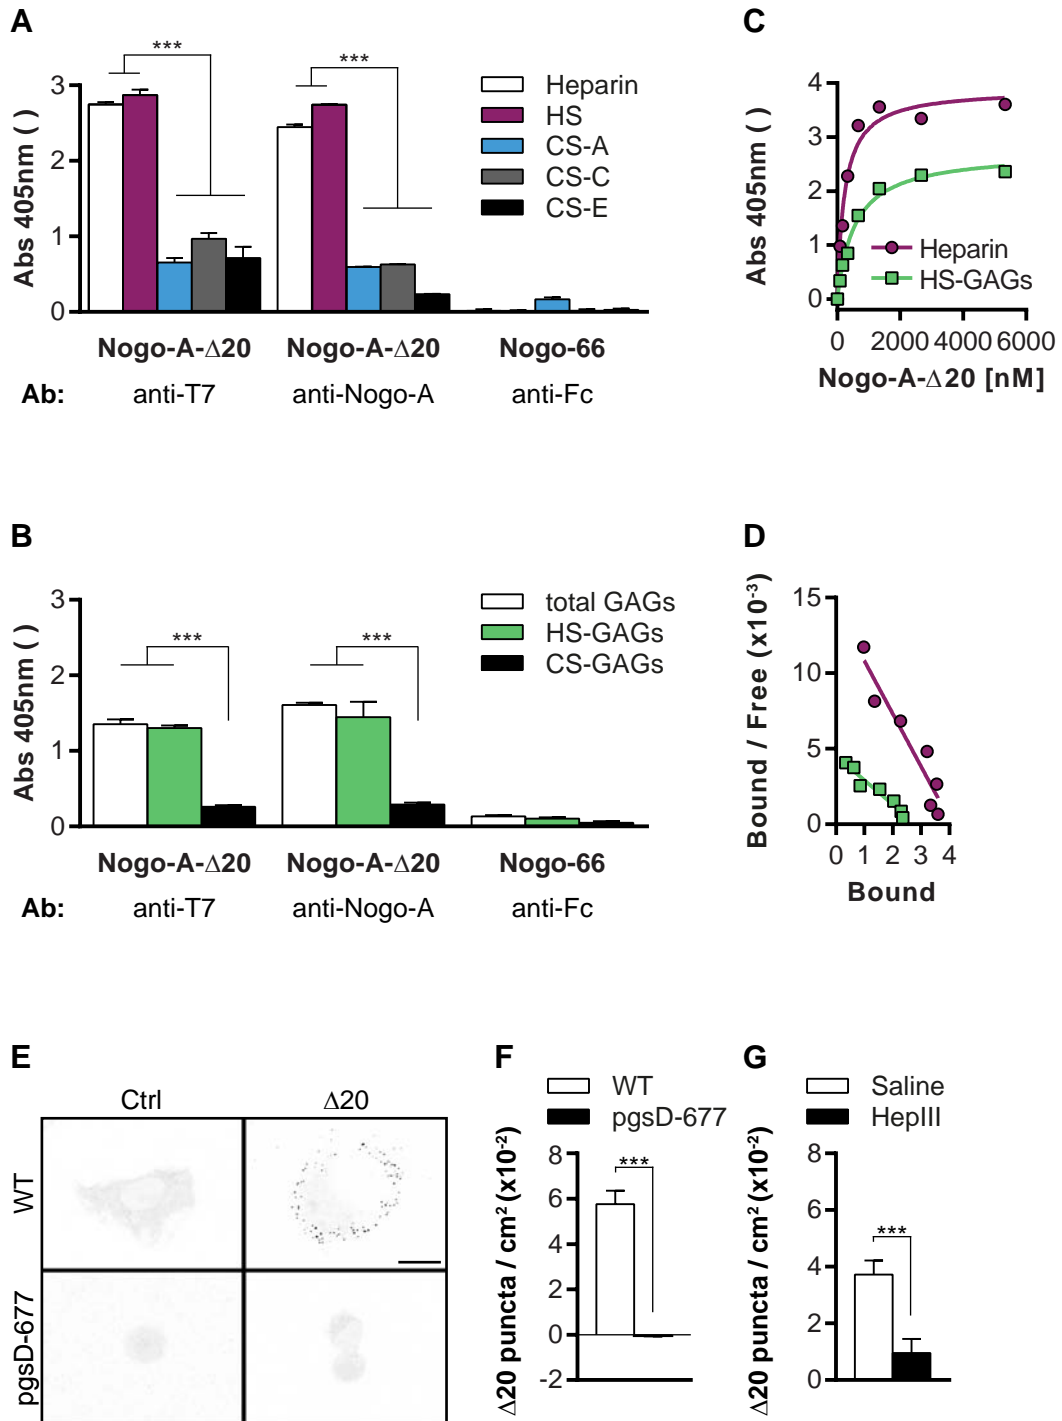 A
Abs 405nm ( )
3
2
1
0
***
***
Heparin
HS
CS-A
CS-C
CS-E
Nogo-A-Δ20 Nogo-A-Δ20 Nogo-66
Ab: anti-T7 anti-Nogo-A anti-Fc
C
Abs 405nm ( )
4
3
2
1
0
Heparin
HS-GAGs
0 2000 4000 6000
Nogo-A-Δ20 [nM]
B
Abs 405nm ( )
3
2
1
0
***
***
total GAGs
HS-GAGs
CS-GAGs
Nogo-A-Δ20 Nogo-A-Δ20 Nogo-66
Ab: anti-T7 anti-Nogo-A anti-Fc
D
Bound / Free (x10⁻³)
15
10
5
0
0 1 2 3 4
Bound
E
Ctrl Δ20
WT
pgsD-677
F
WT
pgsD-677
Δ20 puncta / cm² (x10⁻²)
8
6
4
2
0
-2
***
G
Saline
HepIII
Δ20 puncta / cm² (x10⁻²)
8
6
4
2
0
***